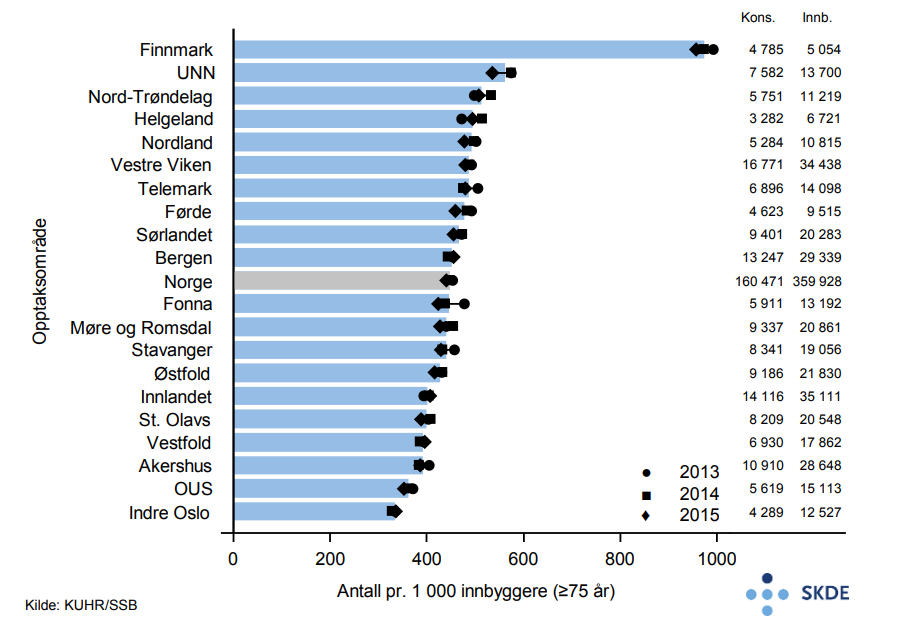 Kons. Innb.
Finnmark 4 785 5 054
UNN 7 582 13 700
Nord-Trøndelag 5 751 11 219
Helgeland 3 282 6 721
Nordland 5 284 10 815
Vestre Viken 16 771 34 438
Telemark 6 896 14 098
Førde 4 623 9 515
Sørlandet 9 401 20 283
Bergen 13 247 29 339
Norge 160 471 359 928
Fonna 5 911 13 192
Møre og Romsdal 9 337 20 861
Stavanger 8 341 19 056
Østfold 9 186 21 830
Innlandet 14 116 35 111
St. Olavs 8 209 20 548
Vestfold 6 930 17 862
Akershus 10 910 28 648
OUS 5 619 15 113
Indre Oslo 4 289 12 527
Opptaksområde
2013
2014
2015
0 200 400 600 800 1000
Antall pr. 1 000 innbyggere (≥75 år)
Kilde: KUHR/SSB
SKDE